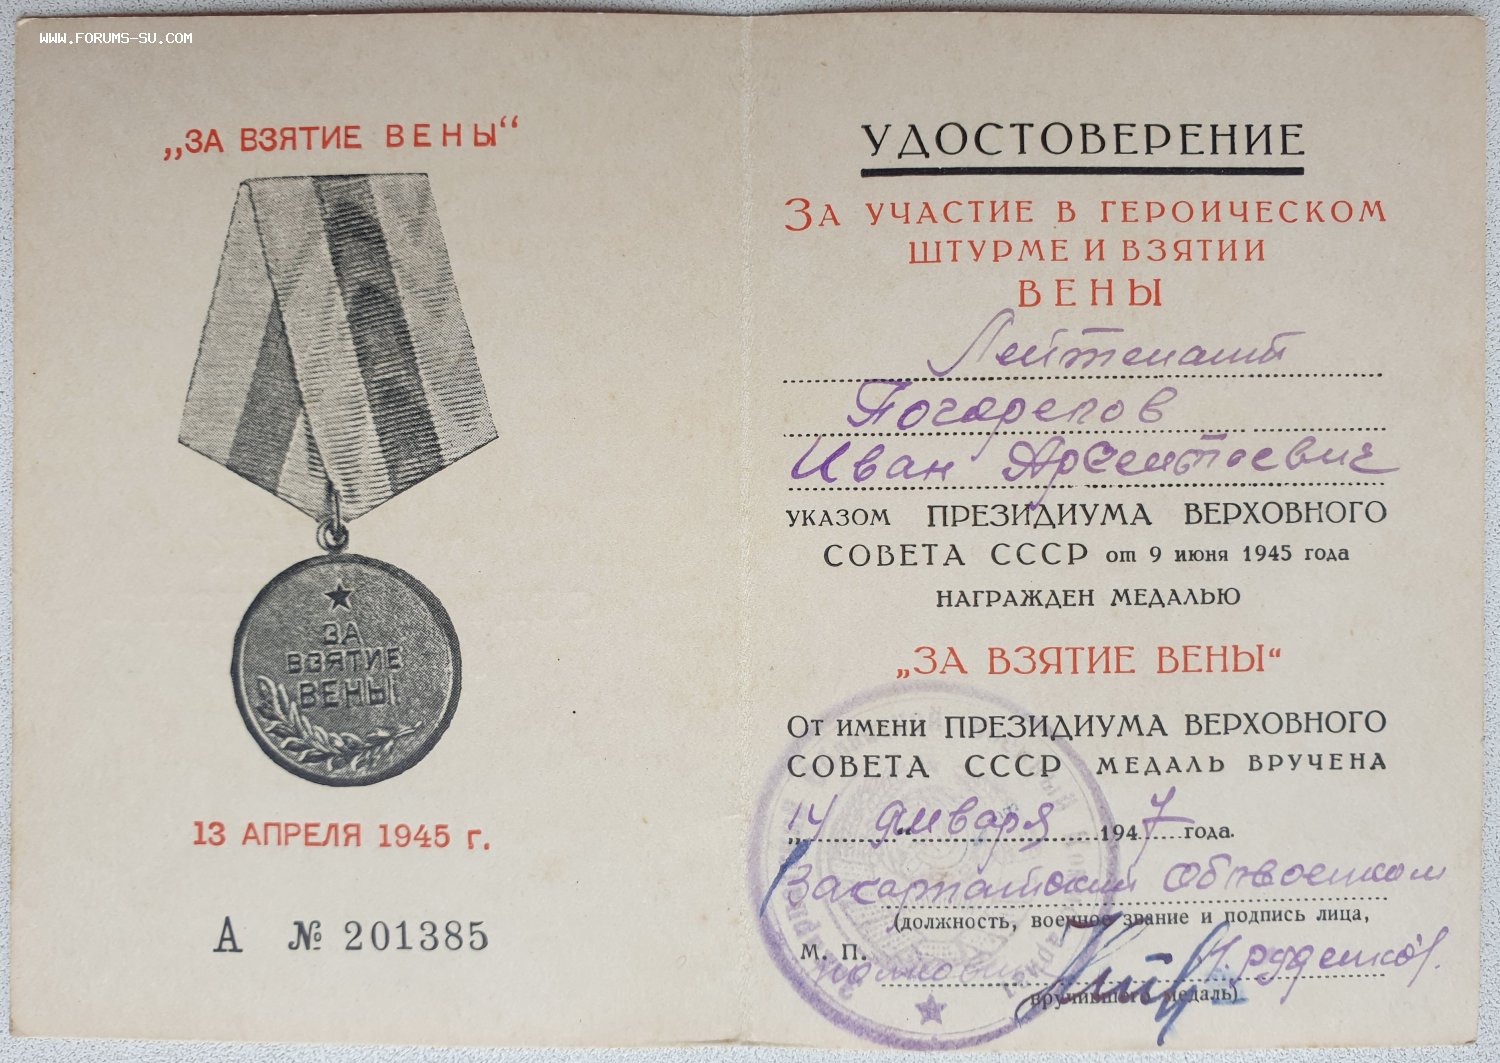 WWW.FORUMS-SU.COM
„ЗА ВЗЯТИЕ ВЕНЫ“
ЗА
ВЗЯТИЕ
ВЕНЫ
13 АПРЕЛЯ 1945 г.
А № 201385
УДОСТОВЕРЕНИЕ
ЗА УЧАСТИЕ В ГЕРОИЧЕСКОМ
ШТУРМЕ И ВЗЯТИИ
ВЕНЫ
Лейтенант
Погорелов
Иван Арсентьевич
УКАЗОМ ПРЕЗИДИУМА ВЕРХОВНОГО
СОВЕТА СССР от 9 июня 1945 года
НАГРАЖДЕН МЕДАЛЬЮ
„ЗА ВЗЯТИЕ ВЕНЫ“
ОТ ИМЕНИ ПРЕЗИДИУМА ВЕРХОВНОГО
СОВЕТА СССР МЕДАЛЬ ВРУЧЕНА
„14“ января 1947 года.
Закарпатский Облвоенком
(должность, военное звание и подпись лица,
М. П.
вручившего медаль)